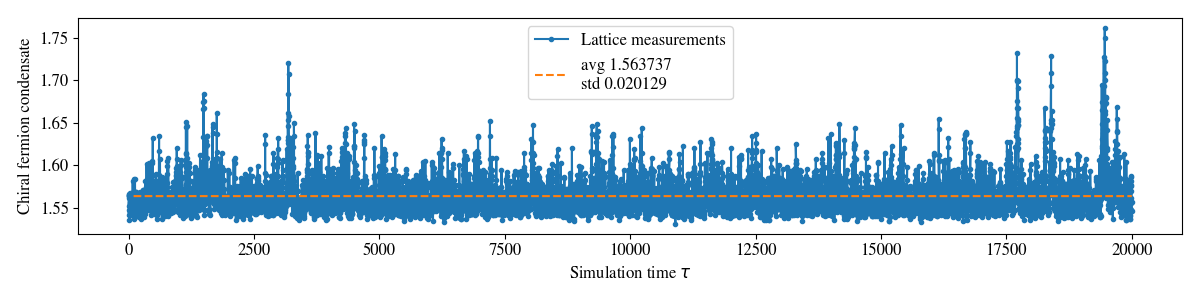 Chiral fermion condensate
1.75
1.70
1.65
1.60
1.55
Lattice measurements
avg 1.563737
std 0.020129
0
2500
5000
7500
10000
12500
15000
17500
20000
Simulation time τ